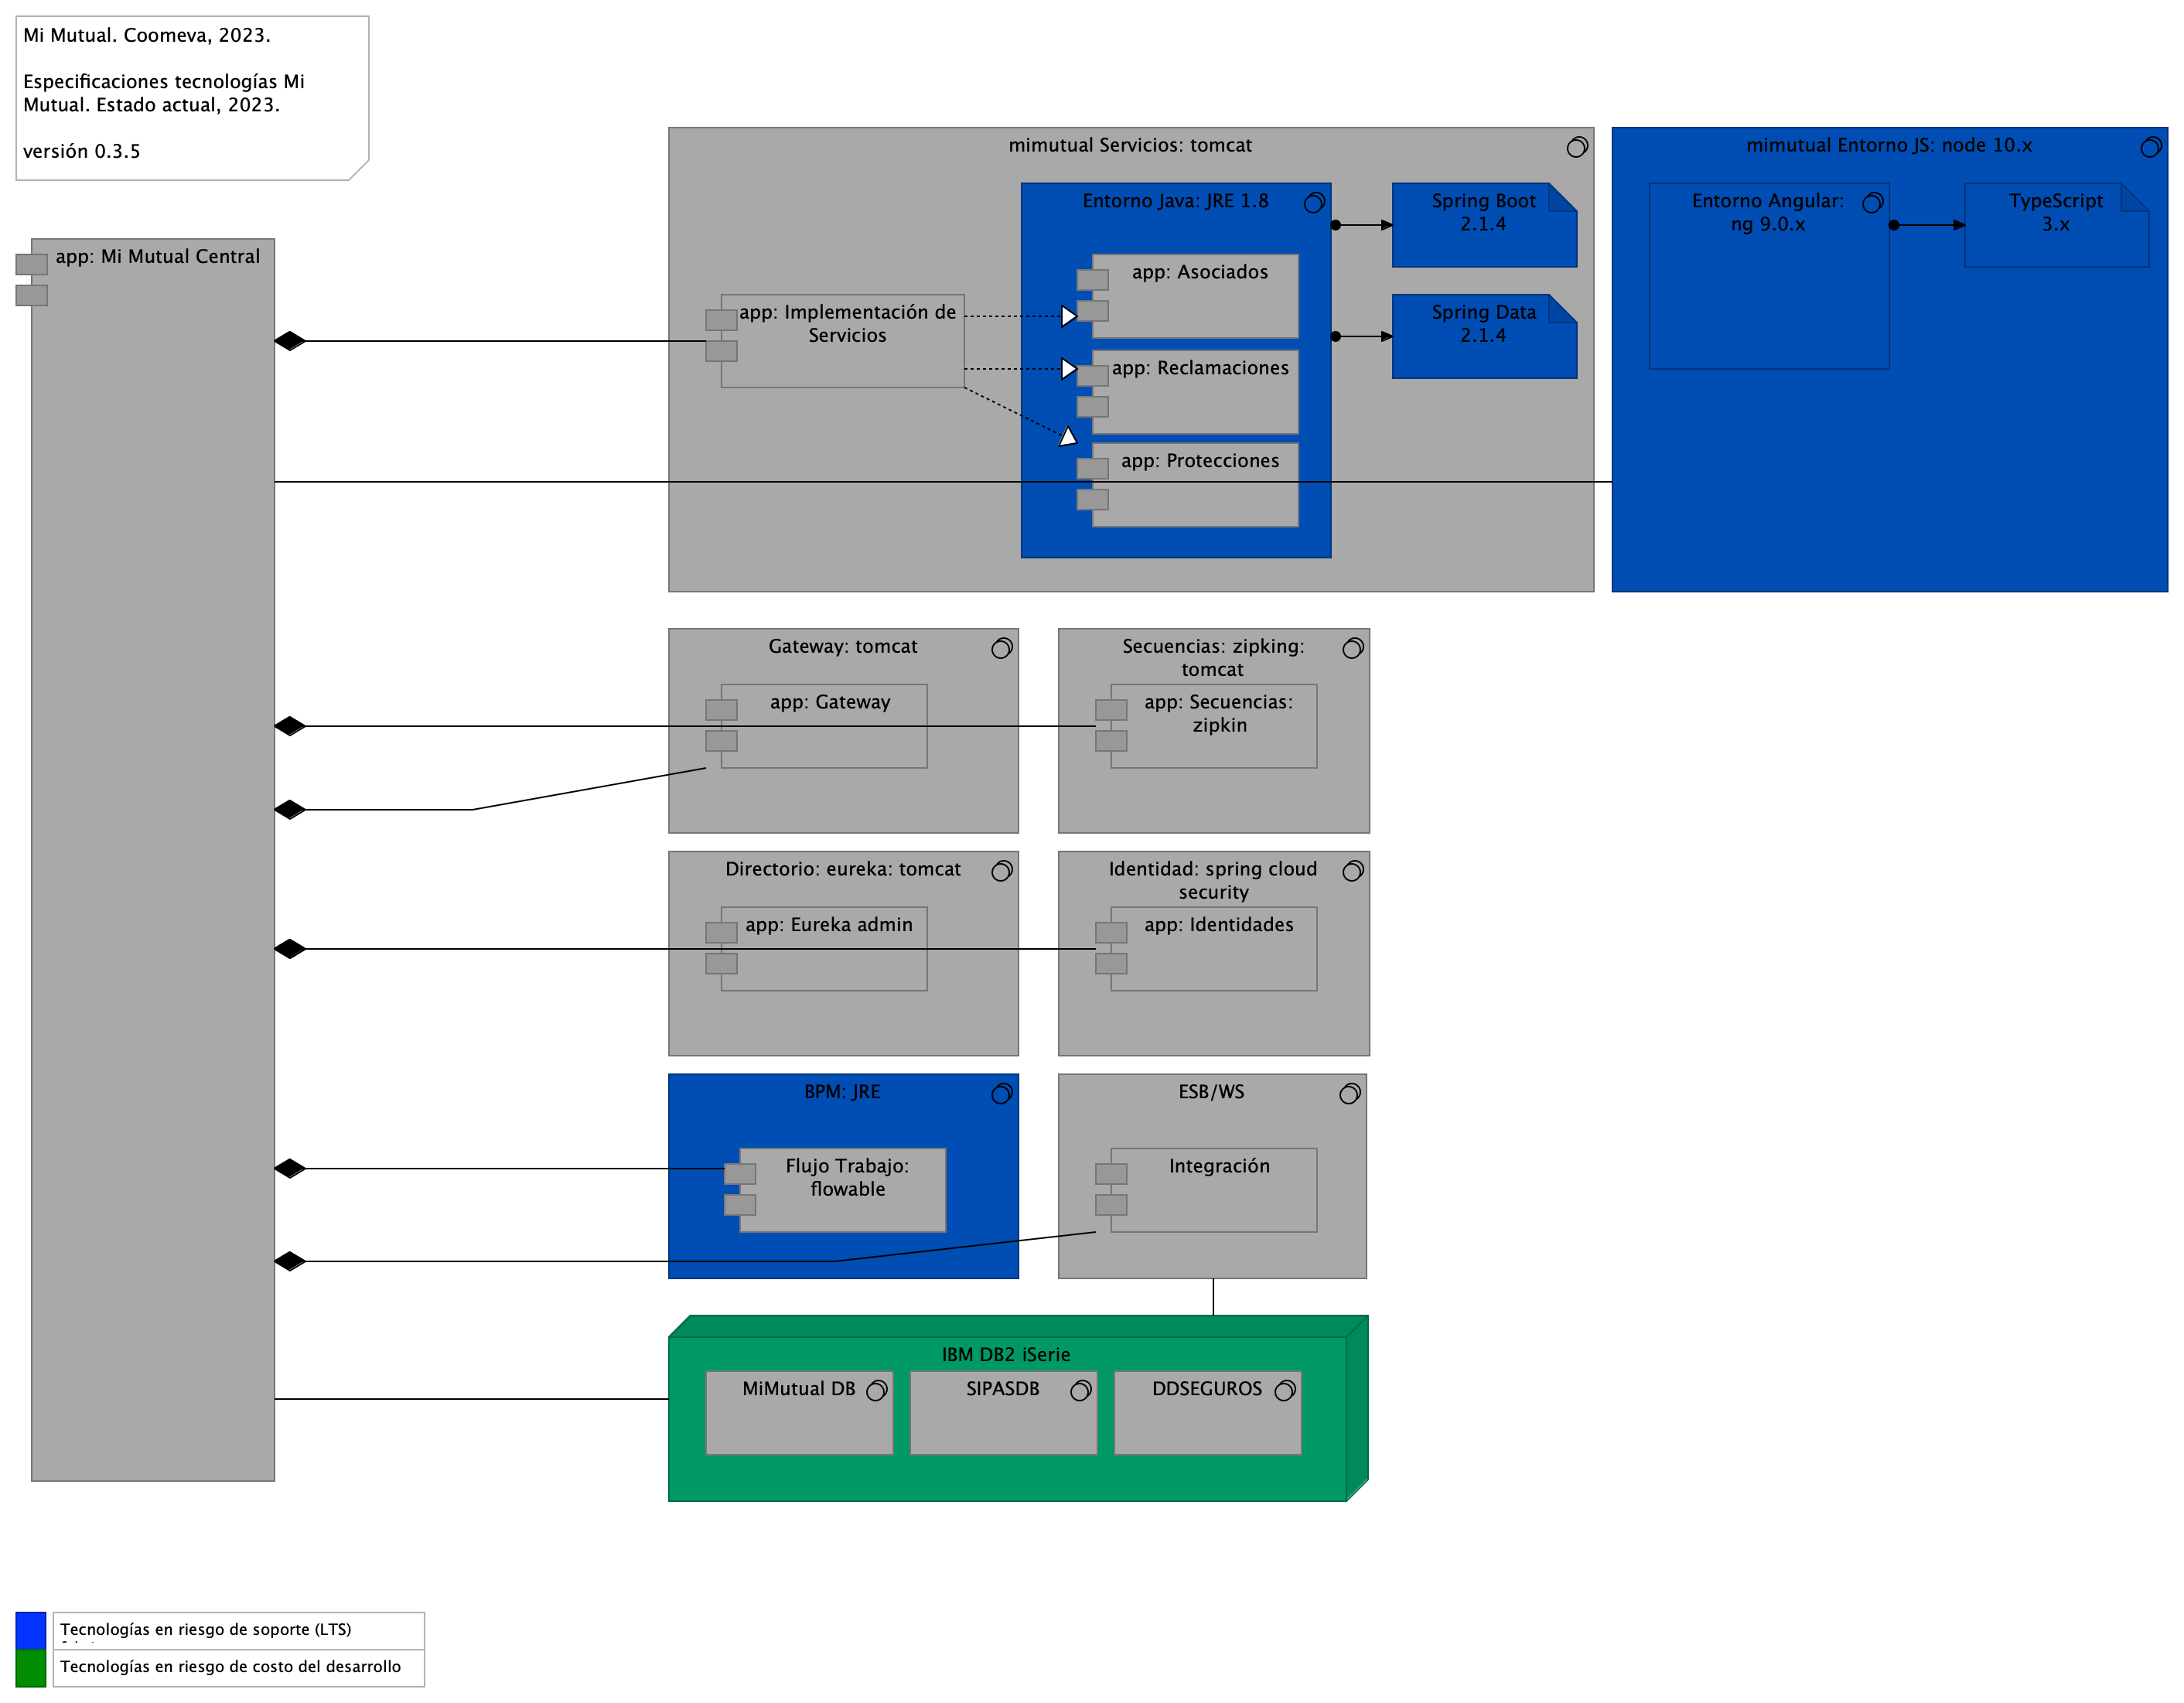 Mi Mutual. Coomeva, 2023.
Especificaciones tecnologías Mi
Mutual. Estado actual, 2023.
versión 0.3.5
app: Mi Mutual Central
mimutual Servicios: tomcat
app: Implementación de
Servicios
Entorno Java: JRE 1.8
app: Asociados
app: Reclamaciones
app: Protecciones
Spring Boot
2.1.4
Spring Data
2.1.4
mimutual Entorno JS: node 10.x
Entorno Angular:
ng 9.0.x
TypeScript
3.x
Gateway: tomcat
app: Gateway
Secuencias: zipking:
tomcat
app: Secuencias:
zipkin
Directorio: eureka: tomcat
app: Eureka admin
Identidad: spring cloud
security
app: Identidades
BPM: JRE
Flujo Trabajo:
flowable
ESB/WS
Integración
IBM DB2 iSerie
MiMutual DB
SIPASDB
DDSEGUROS
Tecnologías en riesgo de soporte (LTS)
Tecnologías en riesgo de costo del desarrollo